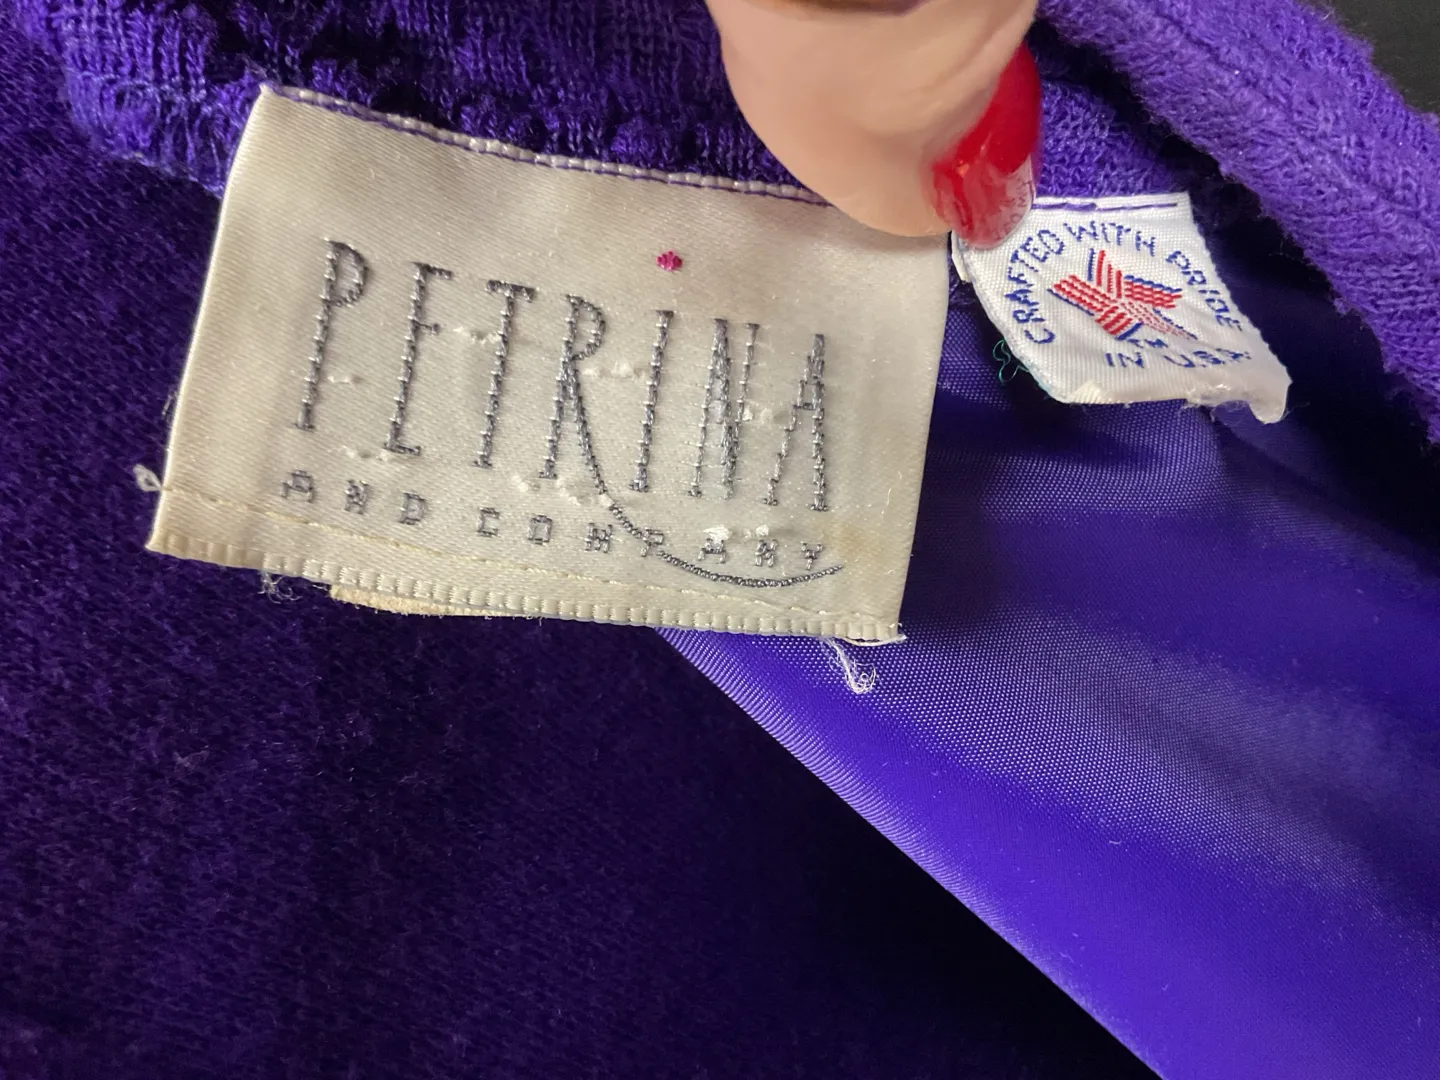 PETRINA
AND COMPANY
CRAFTED WITH PRIDE
IN U.S.A.